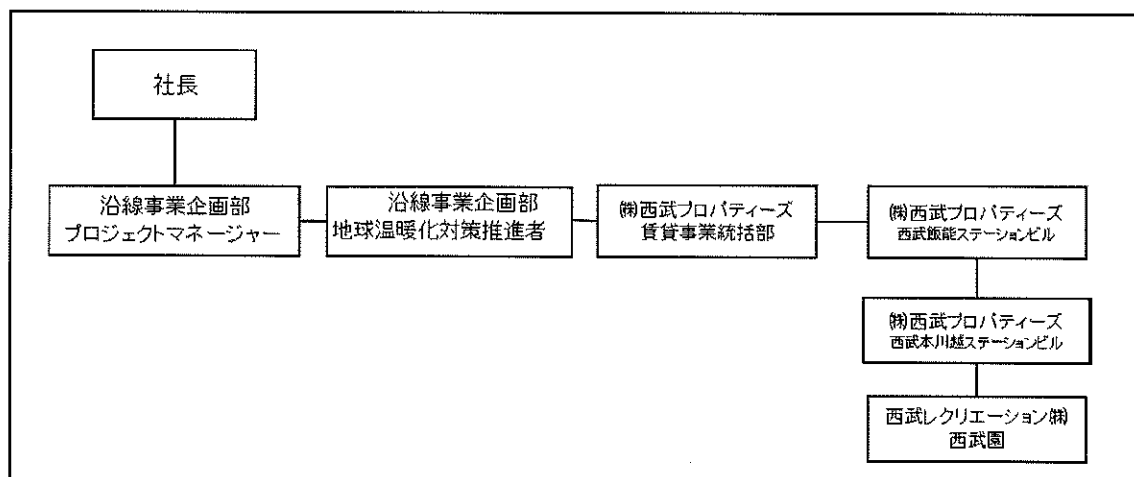 社長
沿線事業企画部
プロジェクトマネージャー
沿線事業企画部
地球温暖化対策推進者
㈱西武プロパティーズ
賃貸事業統括部
㈱西武プロパティーズ
西武飯能ステーションビル
㈱西武プロパティーズ
西武本川越ステーションビル
西武レクリエーション㈱
西武園